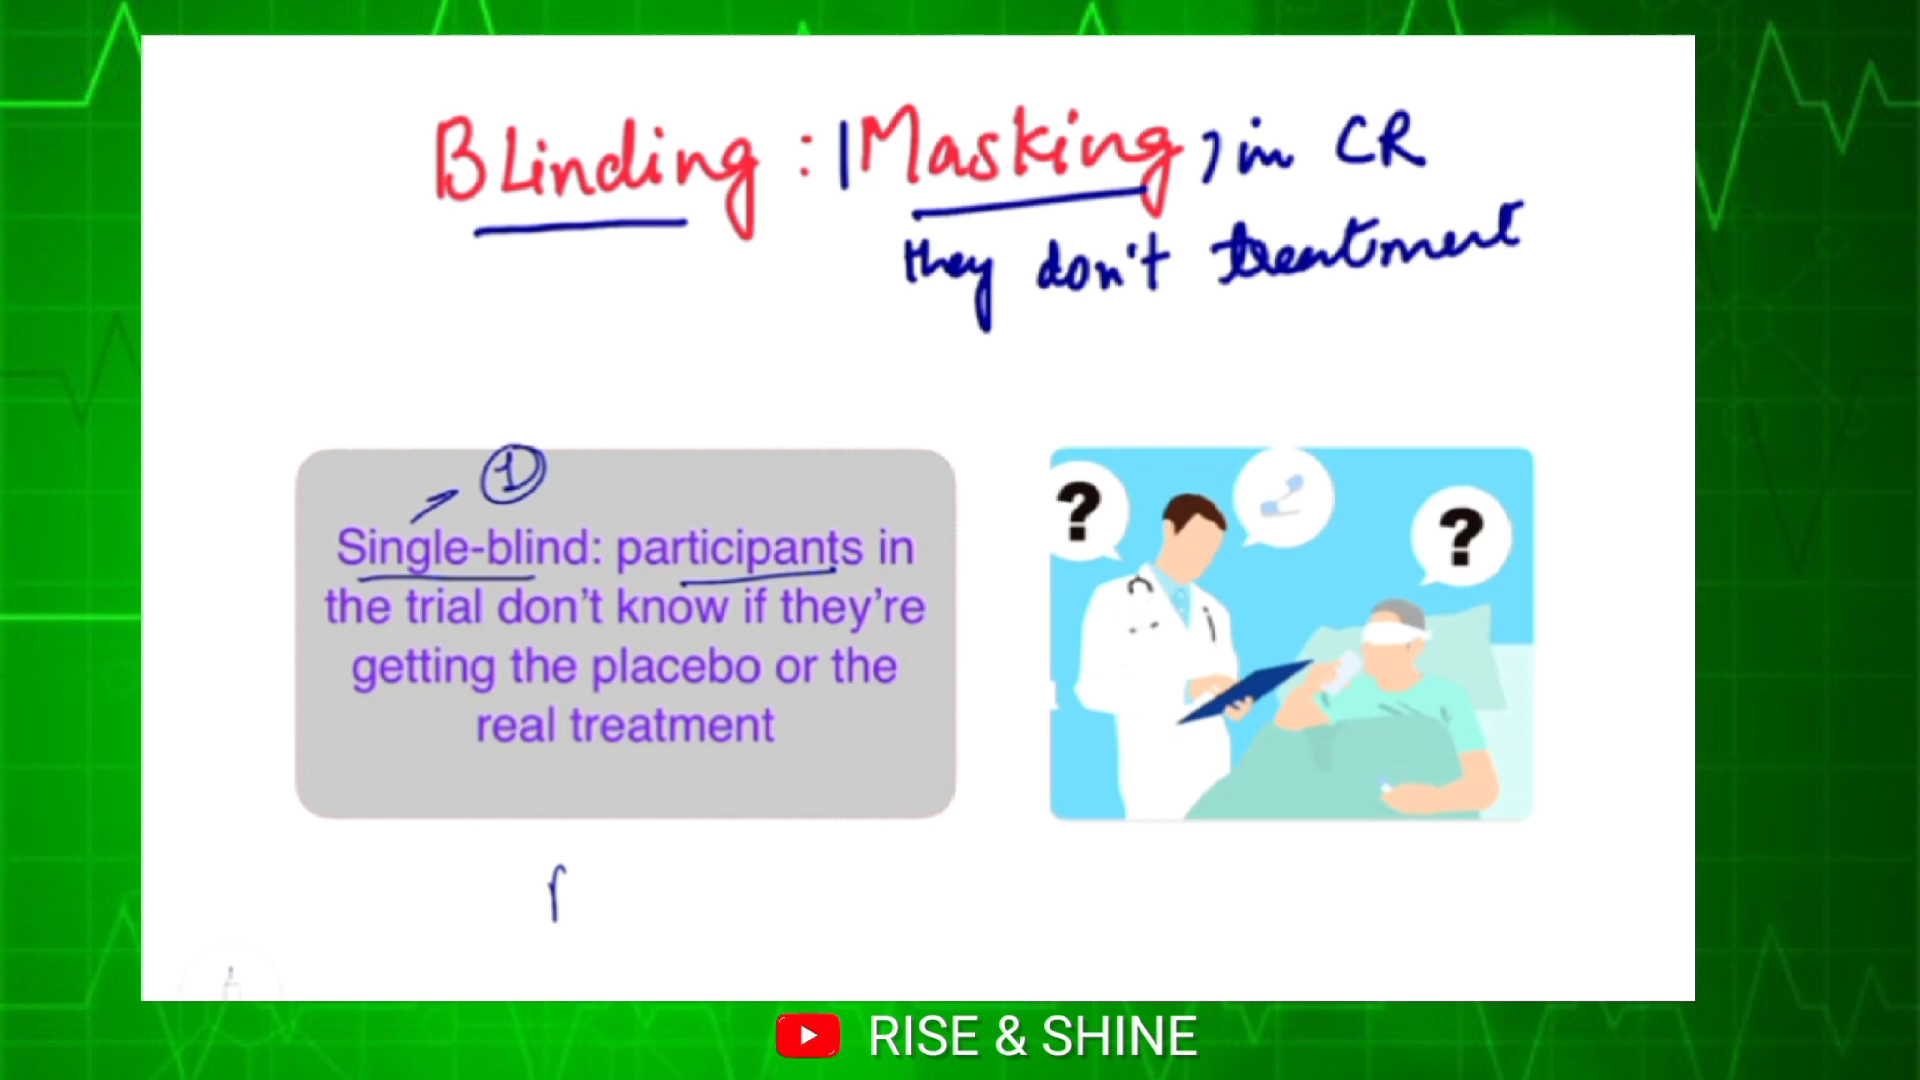 Blinding : | Masking ; in CR
they don't treatment
1
Single-blind: participants in
the trial don't know if they're
getting the placebo or the
real treatment
?
?
RISE & SHINE